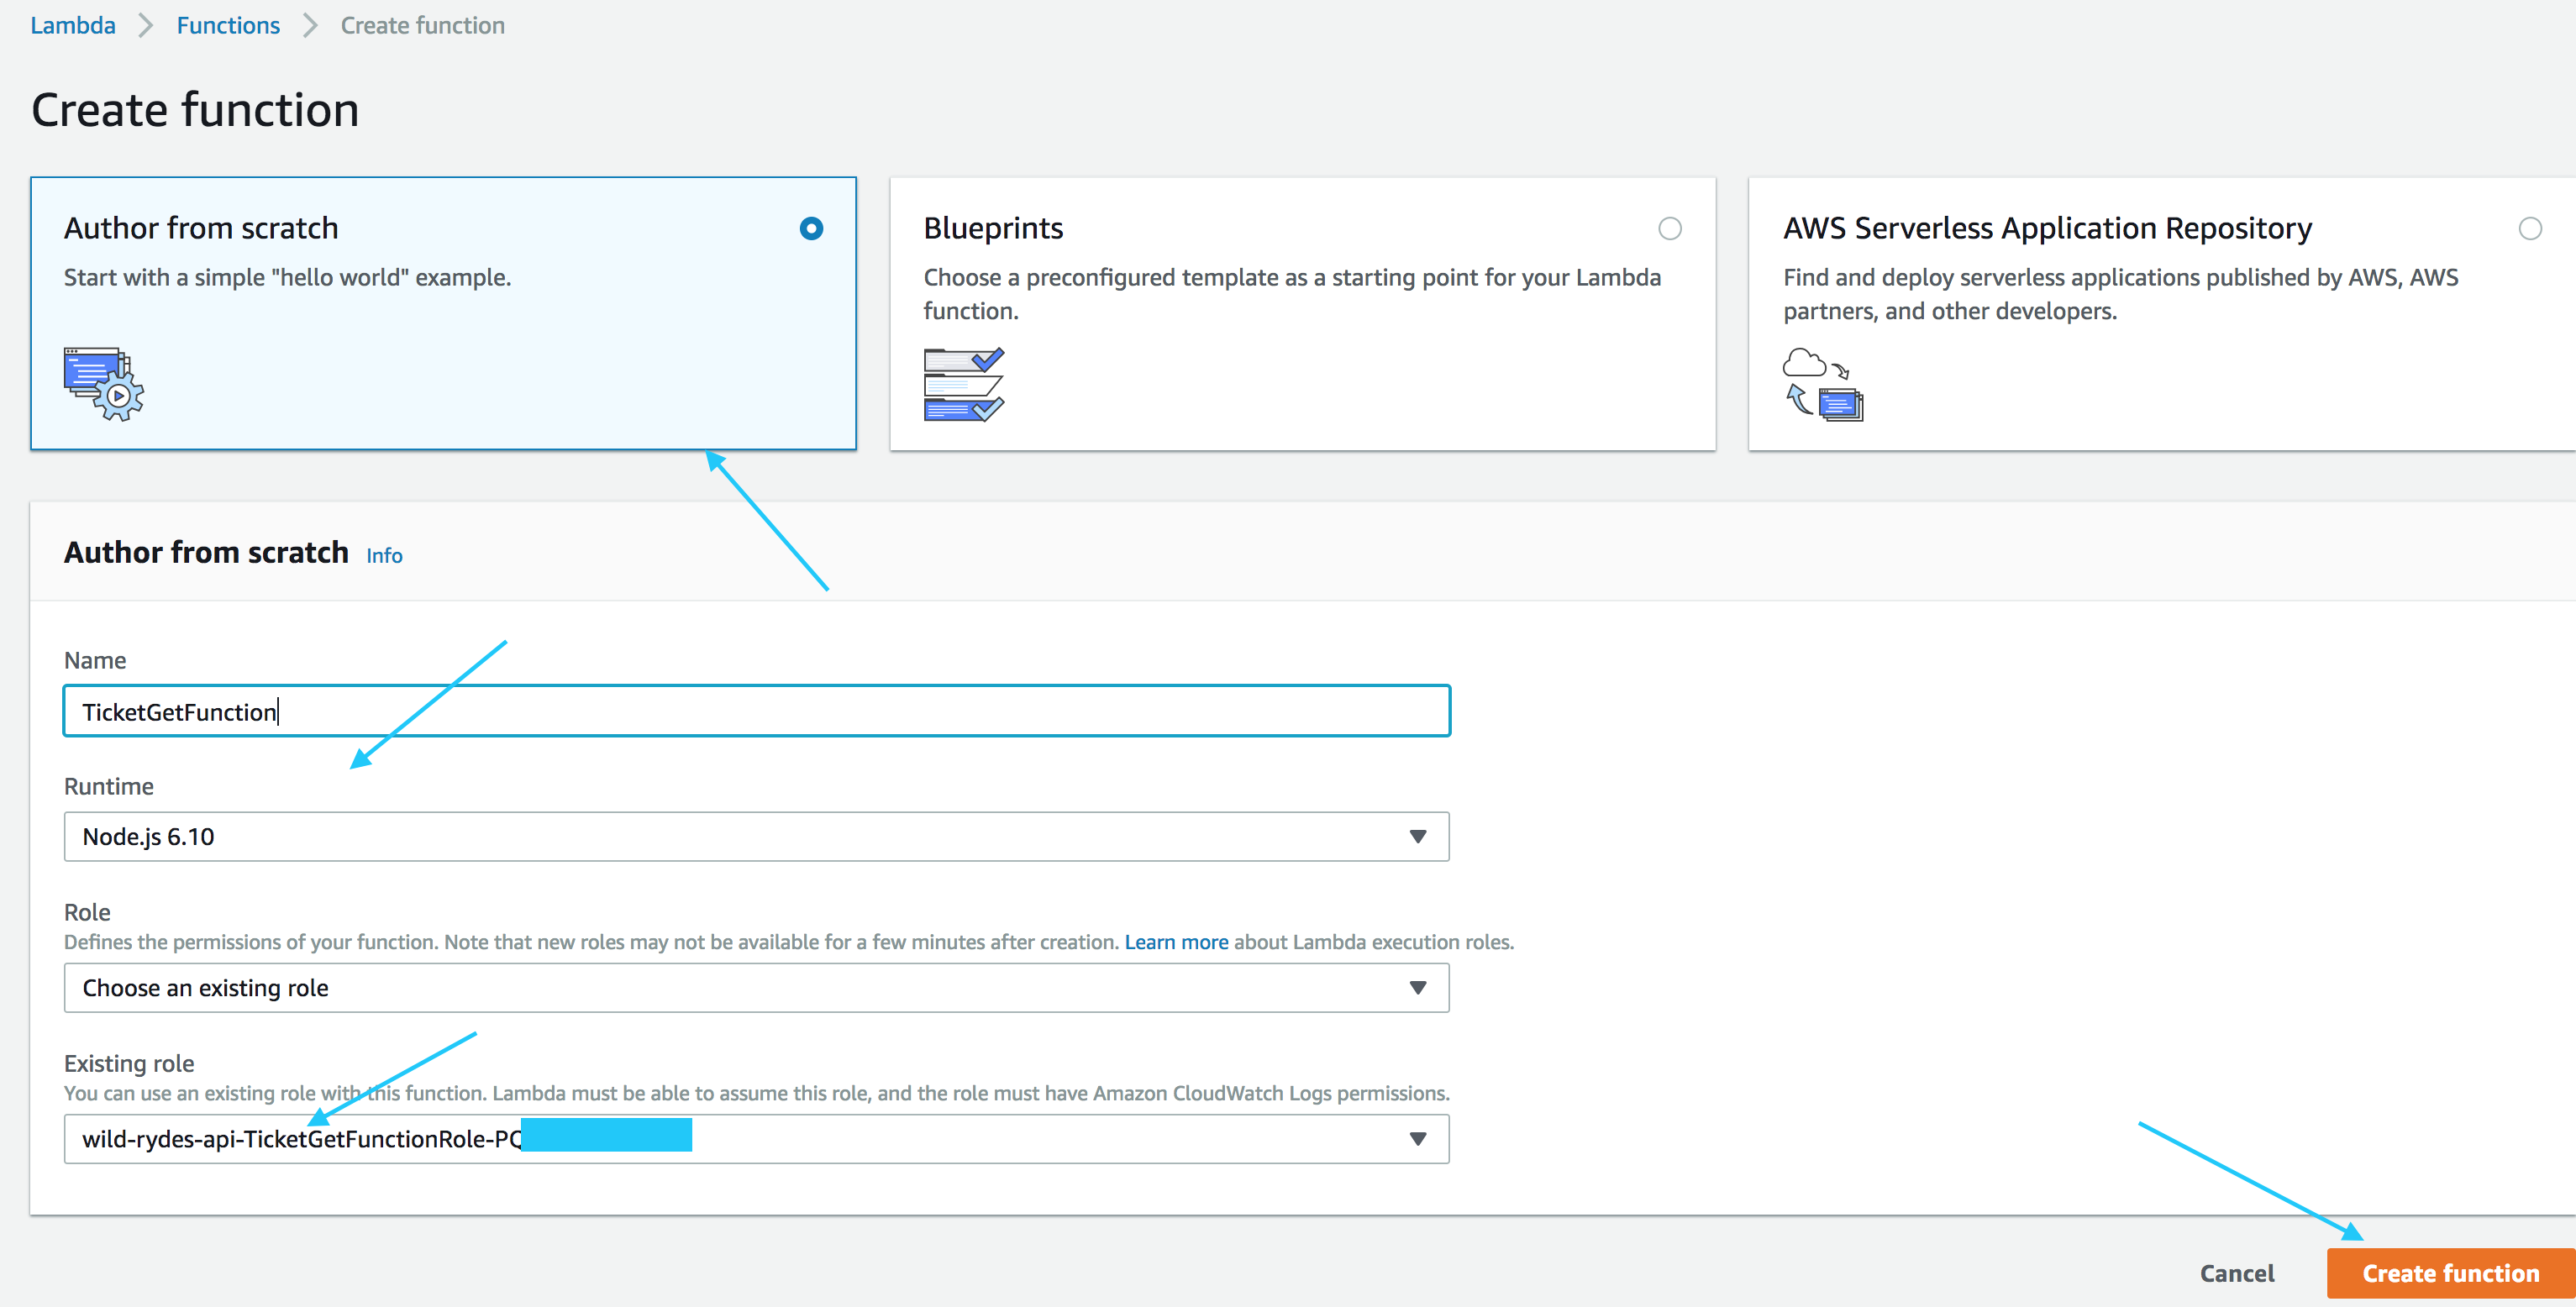 Lambda > Functions > Create function
Create function
Author from scratch
Start with a simple "hello world" example.
Blueprints
Choose a preconfigured template as a starting point for your Lambda
function.
AWS Serverless Application Repository
Find and deploy serverless applications published by AWS, AWS
partners, and other developers.
Author from scratch Info
Name
TicketGetFunction
Runtime
Node.js 6.10
Role
Defines the permissions of your function. Note that new roles may not be available for a few minutes after creation. Learn more about Lambda execution roles.
Choose an existing role
Existing role
You can use an existing role with this function. Lambda must be able to assume this role, and the role must have Amazon CloudWatch Logs permissions.
wild-rydes-api-TicketGetFunctionRole-PQ
Cancel
Create function